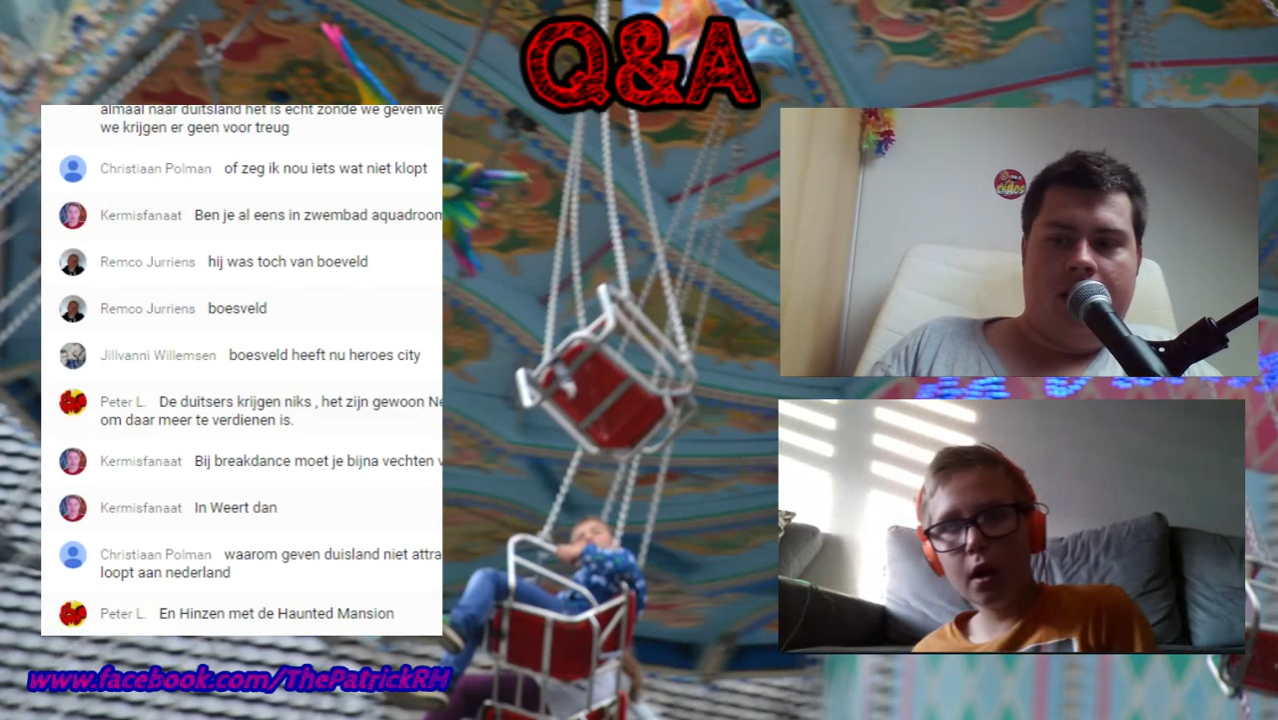 Q&A
almaal naar duitsland het is echt zonde we geven we
we krijgen er geen voor treug
Christiaan Polman of zeg ik nou iets wat niet klopt
Kermisfanaat Ben je al eens in zwembad aquadroom
Remco Jurriens hij was toch van boeveld
Remco Jurriens boesveld
Jillvanni Willemsen boesveld heeft nu heroes city
Peter L. De duitsers krijgen niks , het zijn gewoon Ne
om daar meer te verdienen is.
Kermisfanaat Bij breakdance moet je bijna vechten v
Kermisfanaat In Weert dan
Christiaan Polman waarom geven duisland niet attra
loopt aan nederland
Peter L. En Hinzen met de Haunted Mansion
www.facebook.com/ThePatrickRH